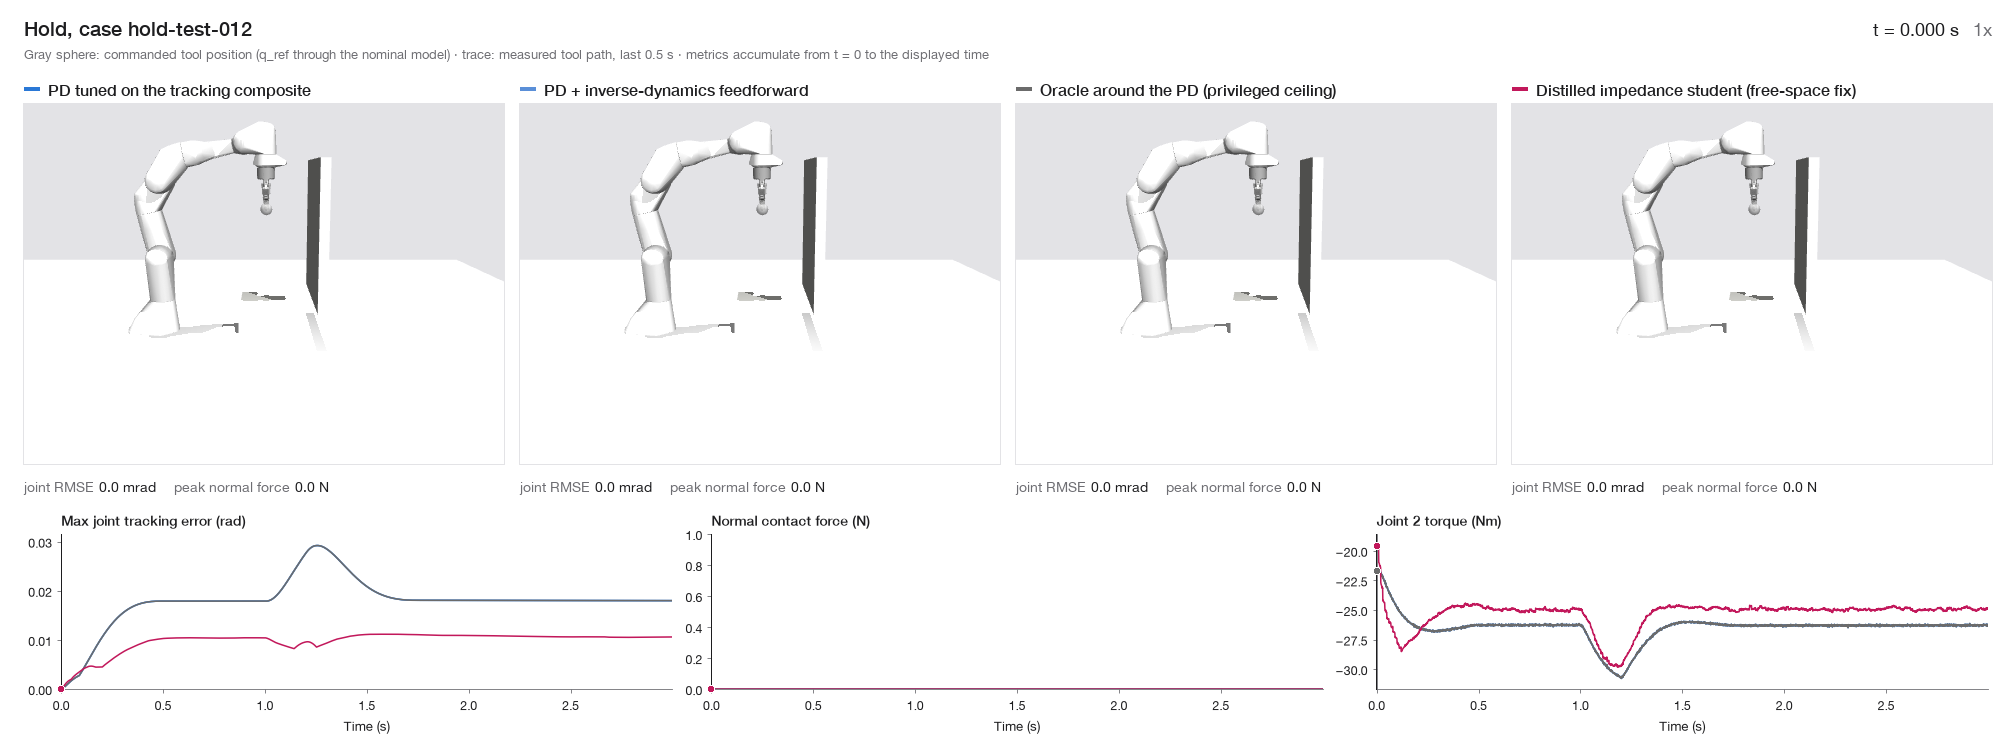 Hold, case hold-test-012
t = 0.000 s 1x
Gray sphere: commanded tool position (q_ref through the nominal model) · trace: measured tool path, last 0.5 s · metrics accumulate from t = 0 to the displayed time
PD tuned on the tracking composite
PD + inverse-dynamics feedforward
Oracle around the PD (privileged ceiling)
Distilled impedance student (free-space fix)
joint RMSE 0.0 mrad peak normal force 0.0 N
joint RMSE 0.0 mrad peak normal force 0.0 N
joint RMSE 0.0 mrad peak normal force 0.0 N
joint RMSE 0.0 mrad peak normal force 0.0 N
Max joint tracking error (rad)
0.03
0.02
0.01
0.00
0.0 0.5 1.0 1.5 2.0 2.5
Time (s)
Normal contact force (N)
1.0
0.8
0.6
0.4
0.2
0.0
0.0 0.5 1.0 1.5 2.0 2.5
Time (s)
Joint 2 torque (Nm)
−20.0
−22.5
−25.0
−27.5
−30.0
0.0 0.5 1.0 1.5 2.0 2.5
Time (s)